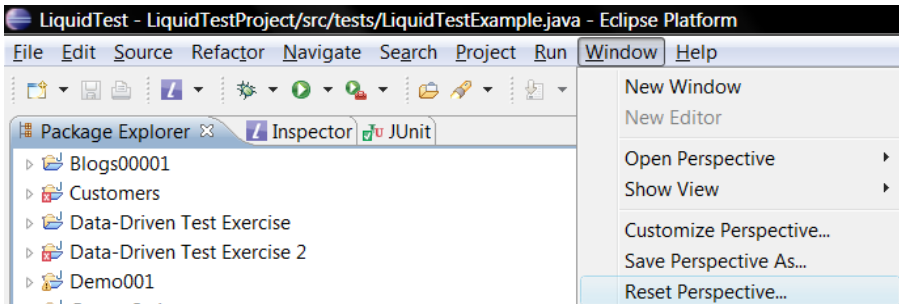 LiquidTest - LiquidTestProject/src/tests/LiquidTestExample.java - Eclipse Platform
File Edit Source Refactor Navigate Search Project Run Window Help
New Window
New Editor
Package Explorer Inspector JUnit
Open Perspective
Show View
Blogs00001
Customers
Data-Driven Test Exercise
Data-Driven Test Exercise 2
Demo001
Customize Perspective...
Save Perspective As...
Reset Perspective...